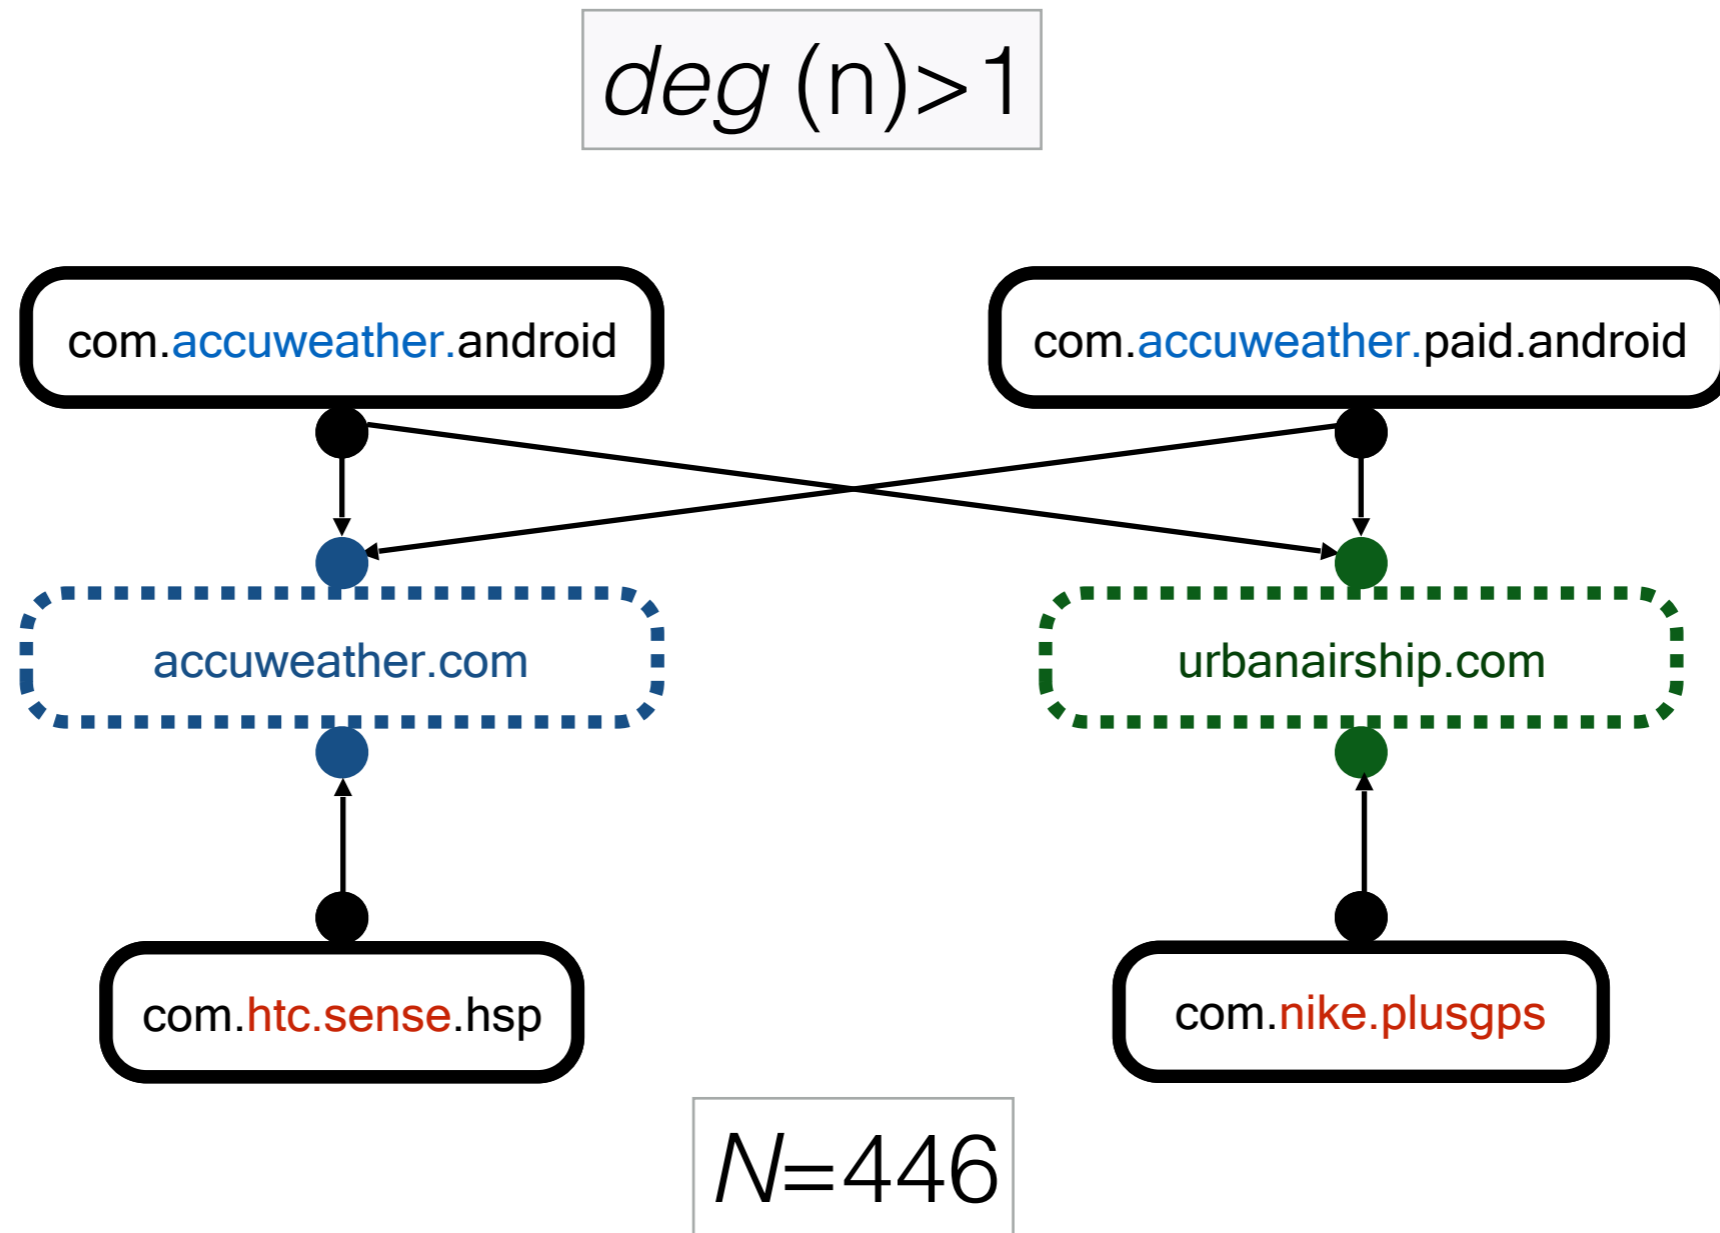 deg (n)>1
com.accuweather.android
com.accuweather.paid.android
accuweather.com
urbanairship.com
com.htc.sense.hsp
com.nike.plusgps
N=446